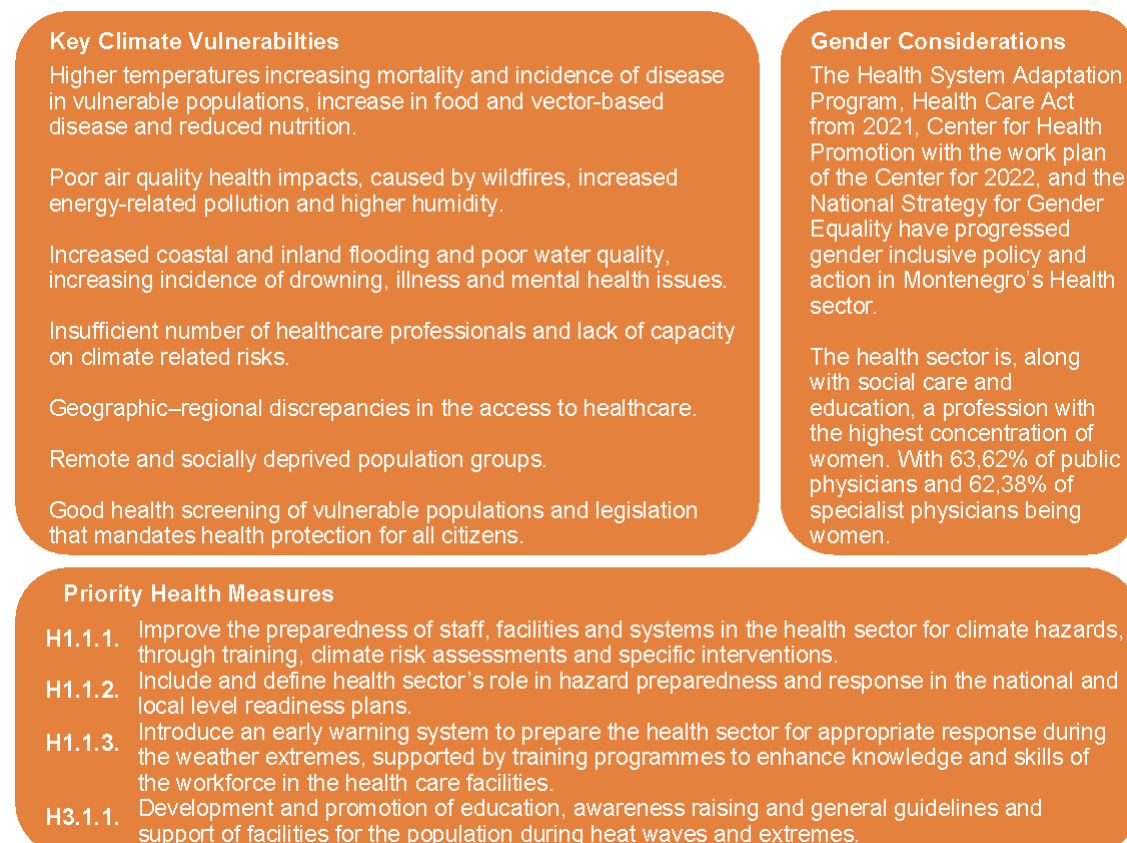 Key Climate Vulnerabilties
Higher temperatures increasing mortality and incidence of disease
in vulnerable populations, increase in food and vector-based
disease and reduced nutrition.
Poor air quality health impacts, caused by wildfires, increased
energy-related pollution and higher humidity.
Increased coastal and inland flooding and poor water quality,
increasing incidence of drowning, illness and mental health issues.
Insufficient number of healthcare professionals and lack of capacity
on climate related risks.
Geographic–regional discrepancies in the access to healthcare.
Remote and socially deprived population groups.
Good health screening of vulnerable populations and legislation
that mandates health protection for all citizens.
Gender Considerations
The Health System Adaptation
Program, Health Care Act
from 2021, Center for Health
Promotion with the work plan
of the Center for 2022, and the
National Strategy for Gender
Equality have progressed
gender inclusive policy and
action in Montenegro’s Health
sector.
The health sector is, along
with social care and
education, a profession with
the highest concentration of
women. With 63,62% of public
physicians and 62,38% of
specialist physicians being
women.
Priority Health Measures
H1.1.1. Improve the preparedness of staff, facilities and systems in the health sector for climate hazards,
through training, climate risk assessments and specific interventions.
H1.1.2. Include and define health sector’s role in hazard preparedness and response in the national and
local level readiness plans.
H1.1.3. Introduce an early warning system to prepare the health sector for appropriate response during
the weather extremes, supported by training programmes to enhance knowledge and skills of
the workforce in the health care facilities.
H3.1.1. Development and promotion of education, awareness raising and general guidelines and
support of facilities for the population during heat waves and extremes.